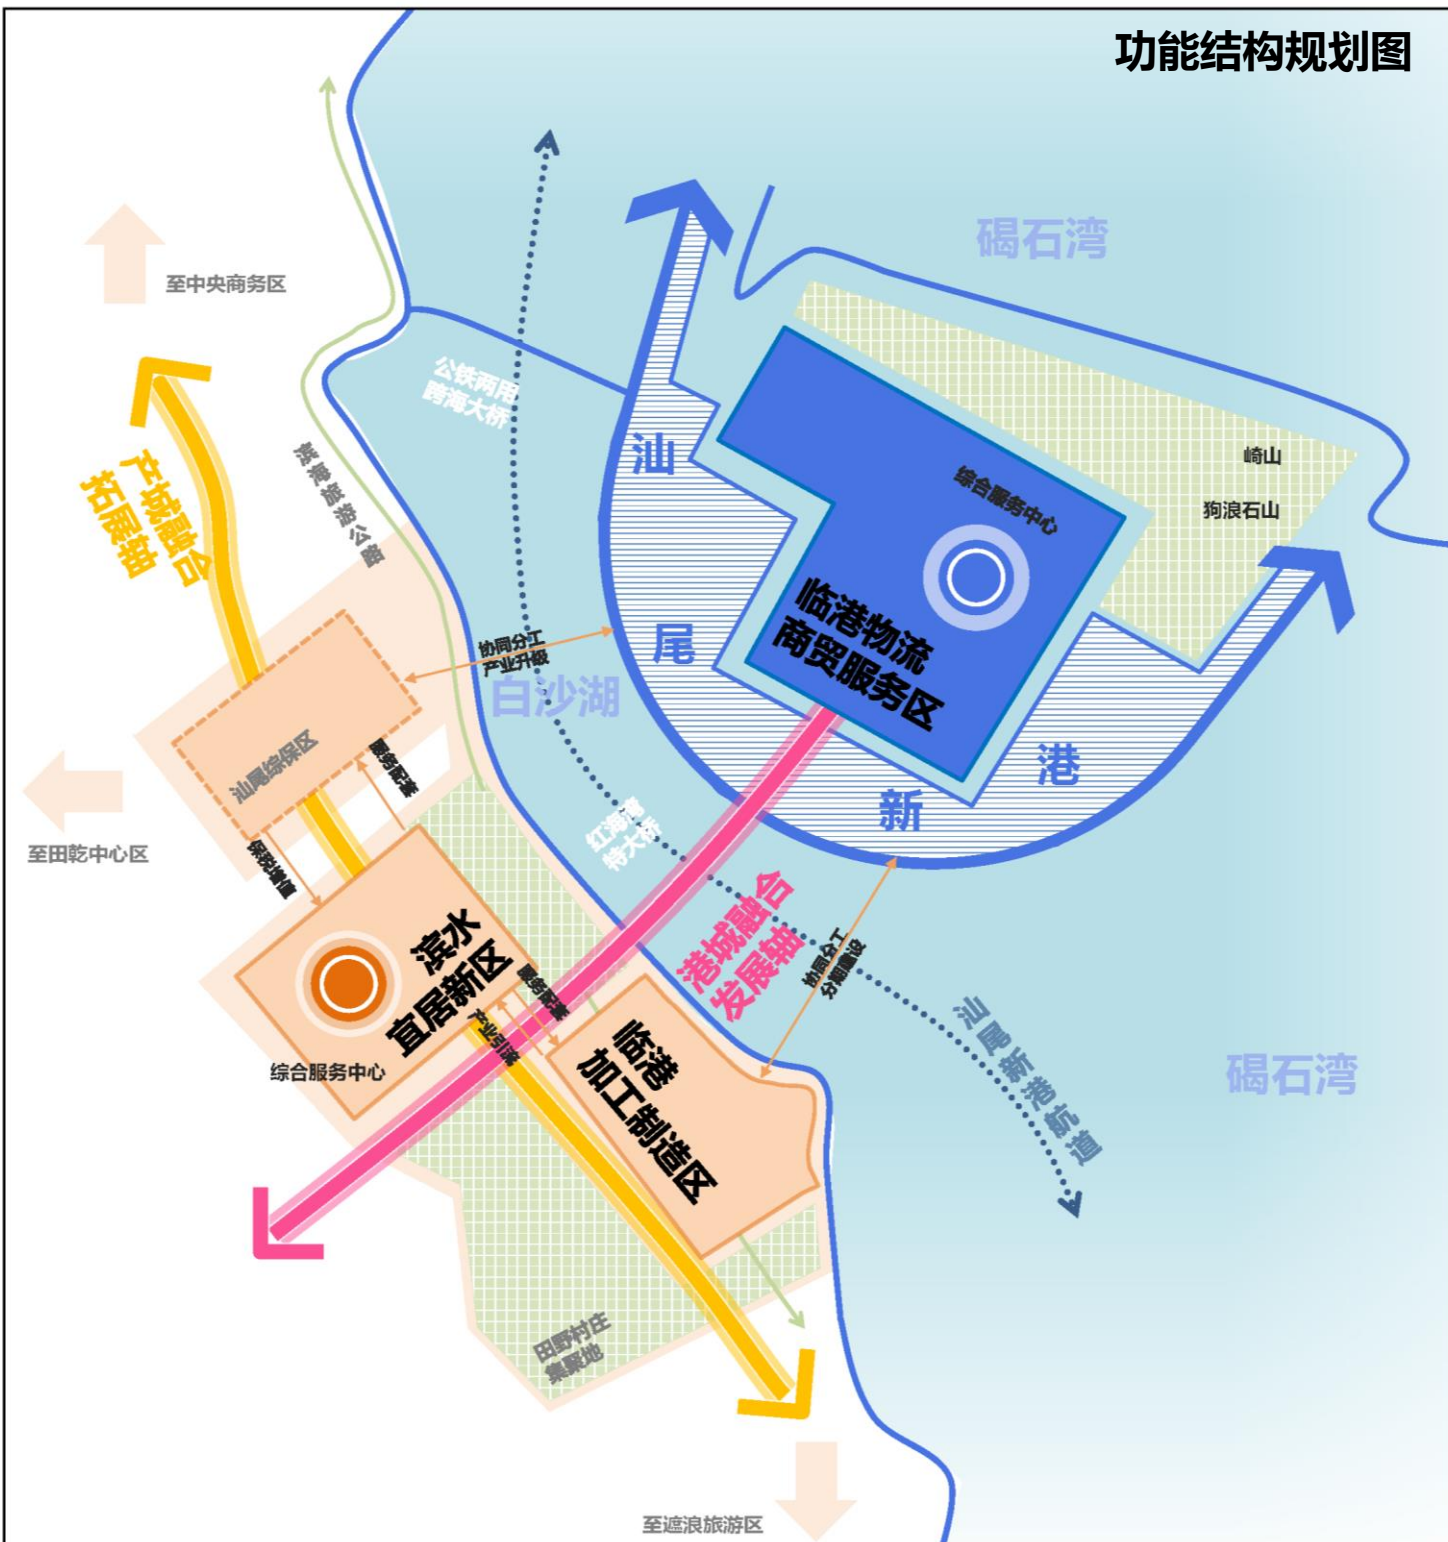 功能结构规划图
碣石湾
至中央商务区
公铁两用
跨海大桥
产城融合
拓展轴
滨海旅游公路
汕尾新港
崎山
狗浪石山
综合服务中心
临港物流
商贸服务区
协同分工
产业升级
白沙湖
汕尾综保区
服务配套
至田乾中心区
红海湾
特大桥
港城融合
发展轴
协同分工
分期建设
滨水
宜居新区
综合服务中心
服务配套
产业引流
临港
加工制造区
汕尾新港航道
碣石湾
田野村庄
集聚地
至遮浪旅游区